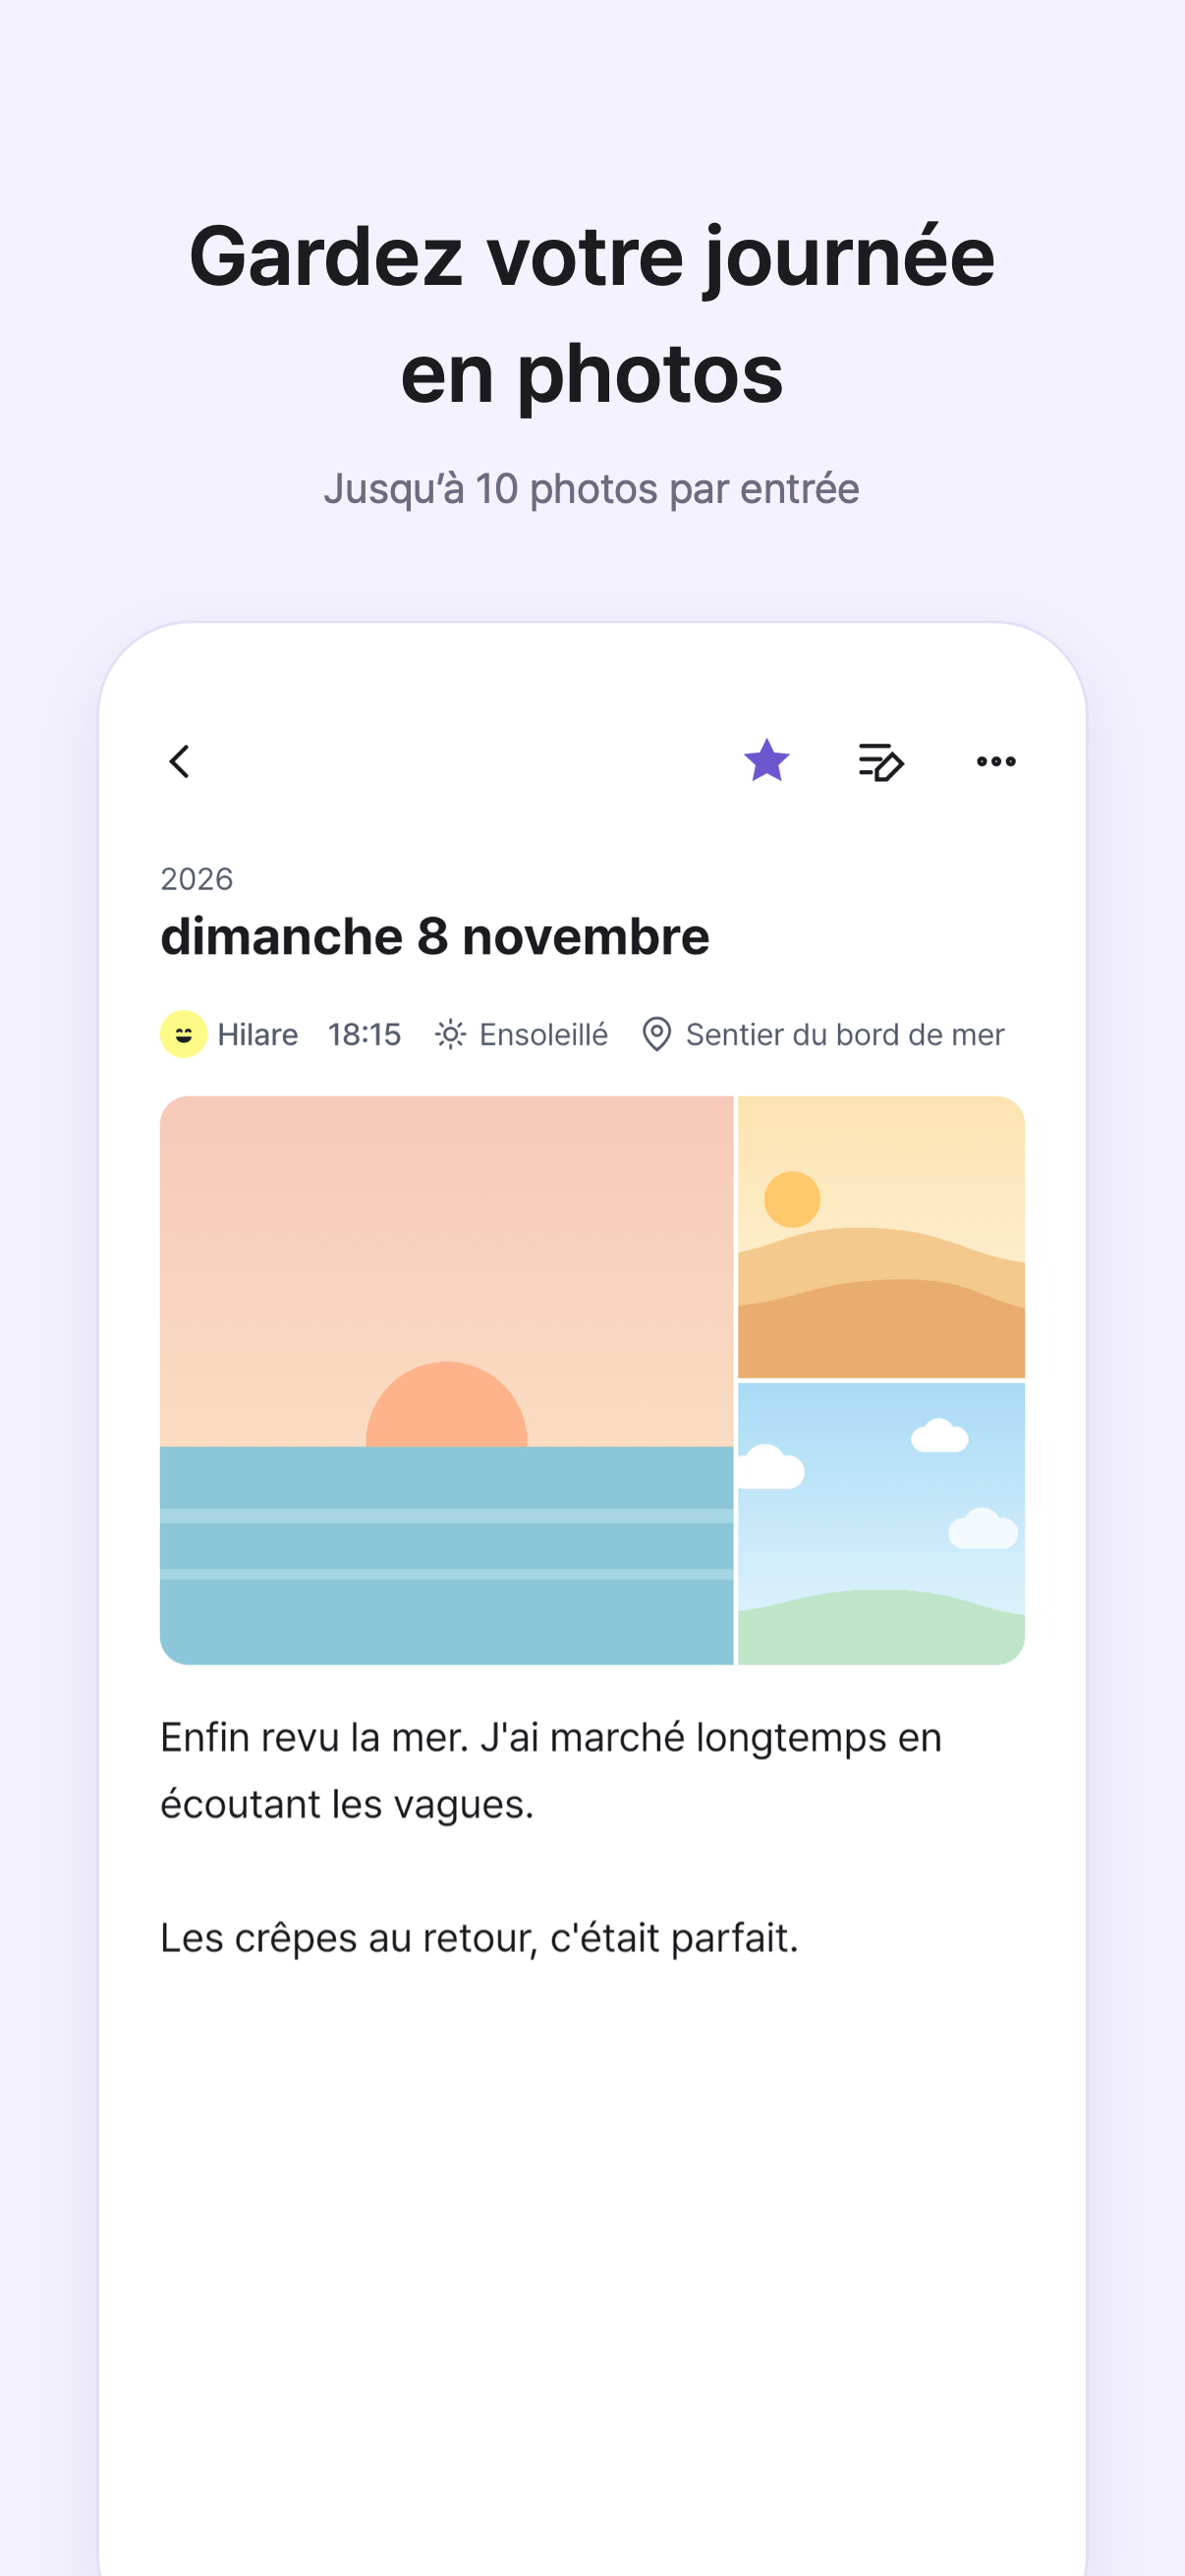 Gardez votre journée
en photos
Jusqu’à 10 photos par entrée
2026
dimanche 8 novembre
Hilare 18:15 Ensoleillé Sentier du bord de mer
Enfin revu la mer. J'ai marché longtemps en
écoutant les vagues.
Les crêpes au retour, c'était parfait.